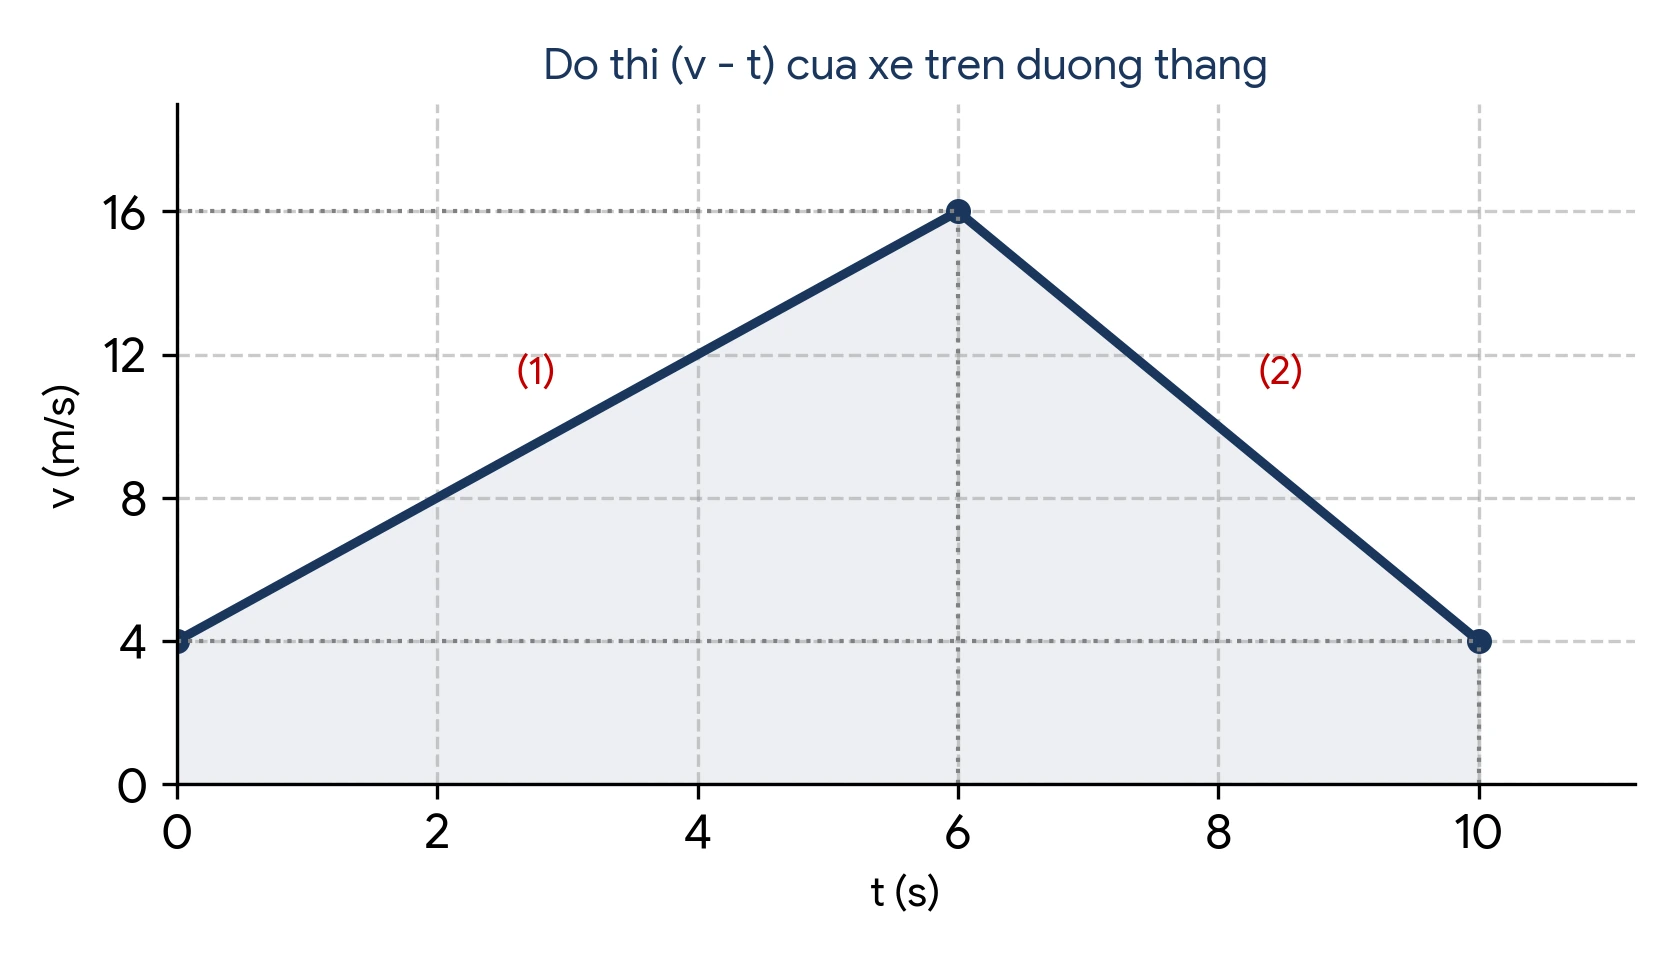 Do thi (v - t) cua xe tren duong thang
16
12
8
4
0
v (m/s)
(1)
(2)
0 2 4 6 8 10
t (s)